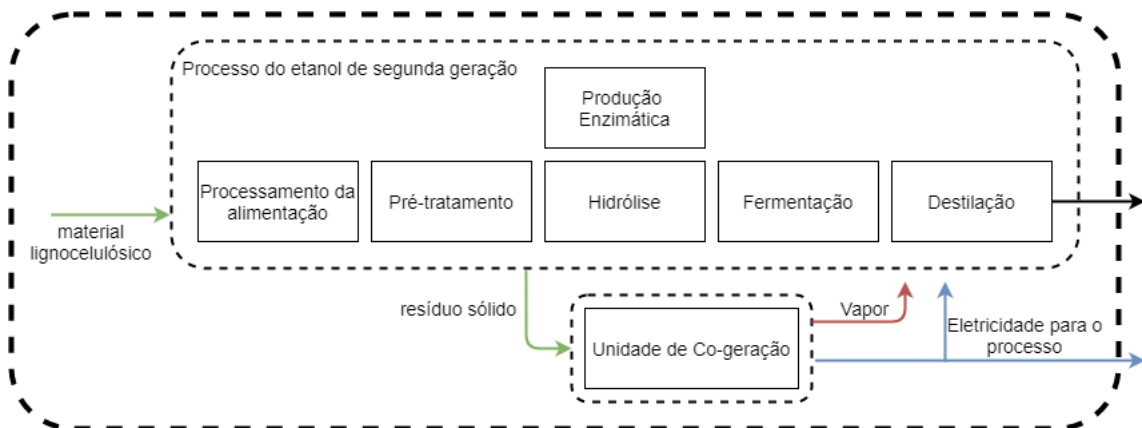 Processo do etanol de segunda geração
Produção
Enzimática
Processamento da
alimentação
Pré-tratamento
Hidrólise
Fermentação
Destilação
material
lignocelulósico
resíduo sólido
Unidade de Co-geração
Vapor
Eletricidade para o
processo